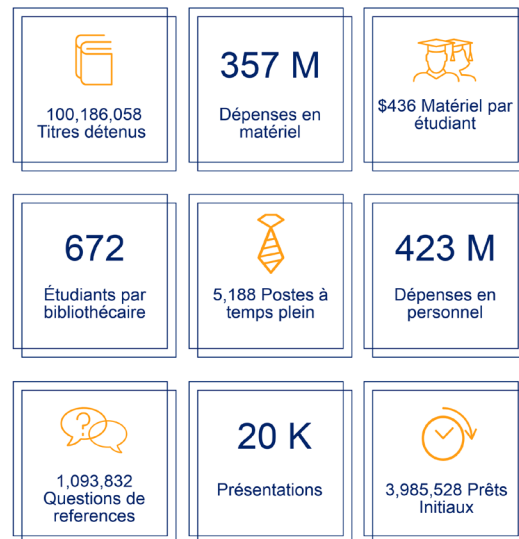 100,186,058
Titres détenus
357 M
Dépenses en
matériel
$436 Matériel par
étudiant
672
Étudiants par
bibliothécaire
5,188 Postes à
temps plein
423 M
Dépenses en
personnel
?
1,093,832
Questions de
references
20 K
Présentations
3,985,528 Prêts
Initiaux